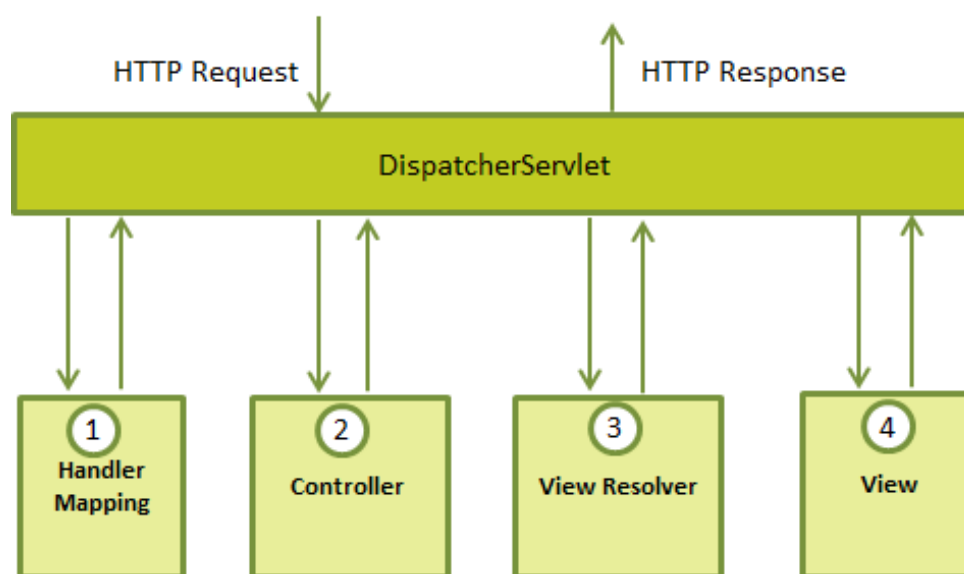 HTTP Request
HTTP Response
DispatcherServlet
1
Handler
Mapping
2
Controller
3
View Resolver
4
View